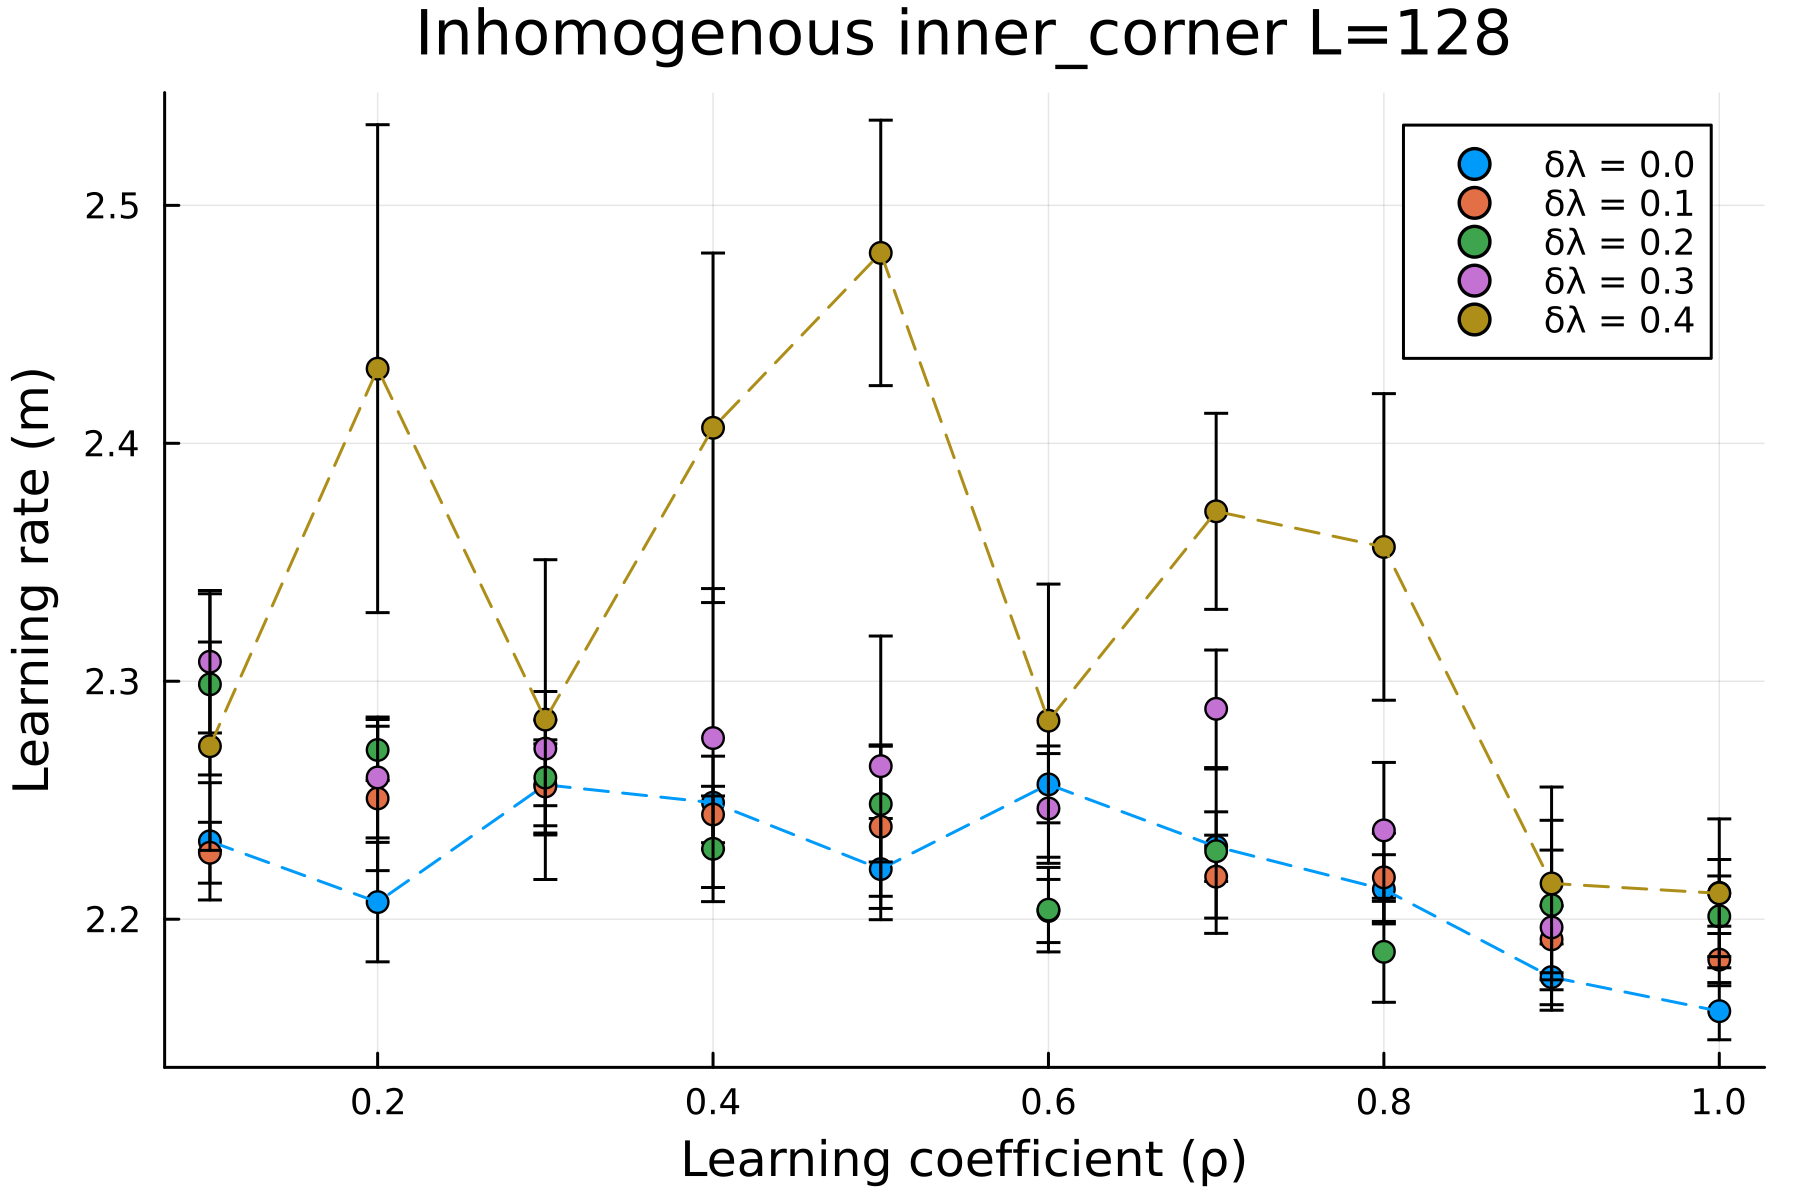 Inhomogenous inner_corner L=128
Learning rate (m)
2.5
2.4
2.3
2.2
δλ = 0.0
δλ = 0.1
δλ = 0.2
δλ = 0.3
δλ = 0.4
0.2
0.4
0.6
0.8
1.0
Learning coefficient (ρ)